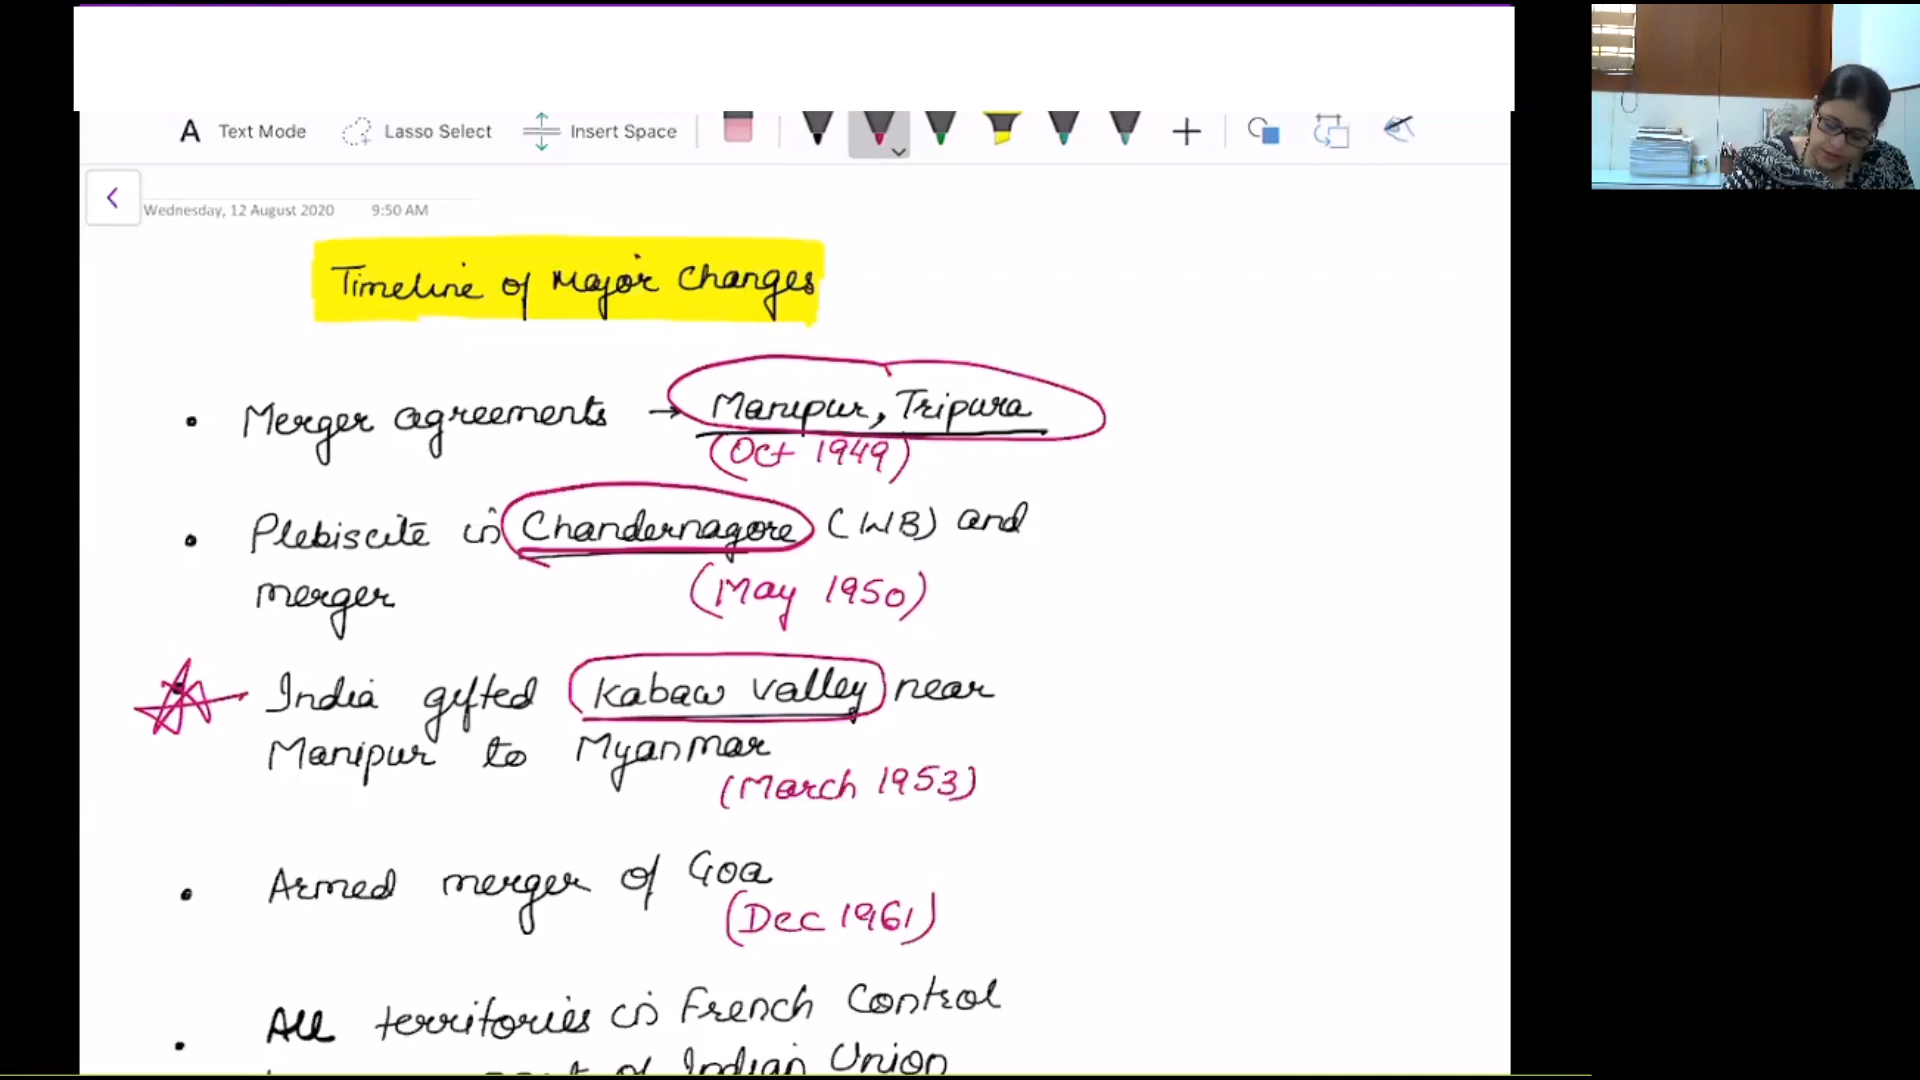 A Text Mode Lasso Select Insert Space
Wednesday, 12 August 2020 9:50 AM
Timeline of Major Changes
• Merger agreements → Manipur, Tripura
(Oct 1949)
• Plebiscite in Chandernagore (WB) and
merger (May 1950)
India gifted Kabaw valley near
Manipur to Myanmar
(March 1953)
• Armed merger of Goa
(Dec 1961)
• All territories in French Control
of Indian Union